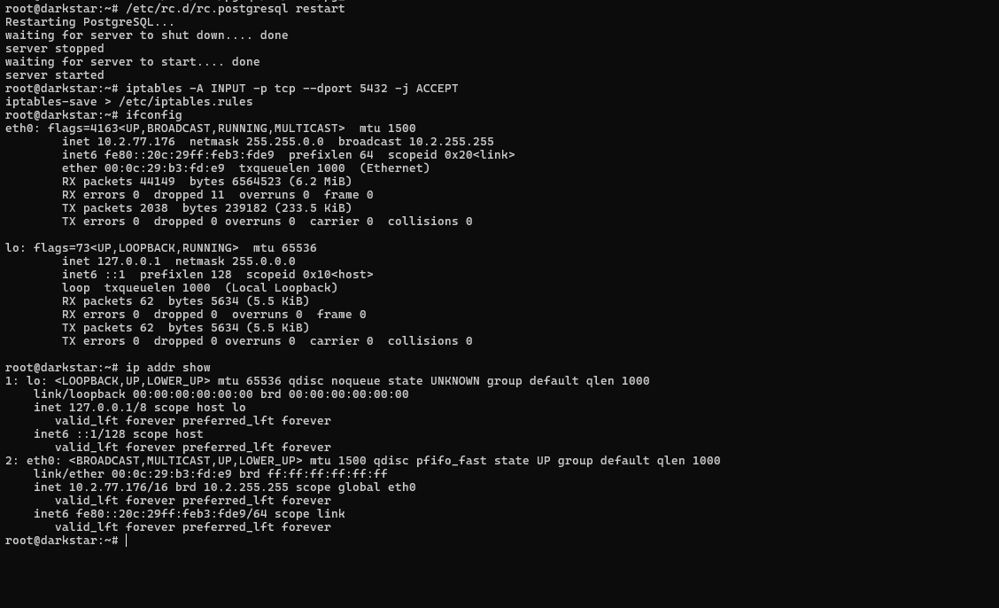 root@darkstar:~# /etc/rc.d/rc.postgresql restart
Restarting PostgreSQL...
waiting for server to shut down.... done
server stopped
waiting for server to start.... done
server started
root@darkstar:~# iptables -A INPUT -p tcp --dport 5432 -j ACCEPT
iptables-save > /etc/iptables.rules
root@darkstar:~# ifconfig
eth0: flags=4163<UP,BROADCAST,RUNNING,MULTICAST>  mtu 1500
        inet 10.2.77.176  netmask 255.255.0.0  broadcast 10.2.255.255
        inet6 fe80::20c:29ff:feb3:fde9  prefixlen 64  scopeid 0x20<link>
        ether 00:0c:29:b3:fd:e9  txqueuelen 1000  (Ethernet)
        RX packets 44149  bytes 6564523 (6.2 MiB)
        RX errors 0  dropped 11  overruns 0  frame 0
        TX packets 2038  bytes 239182 (233.5 KiB)
        TX errors 0  dropped 0 overruns 0  carrier 0  collisions 0

lo: flags=73<UP,LOOPBACK,RUNNING>  mtu 65536
        inet 127.0.0.1  netmask 255.0.0.0
        inet6 ::1  prefixlen 128  scopeid 0x10<host>
        loop  txqueuelen 1000  (Local Loopback)
        RX packets 62  bytes 5634 (5.5 KiB)
        RX errors 0  dropped 0  overruns 0  frame 0
        TX packets 62  bytes 5634 (5.5 KiB)
        TX errors 0  dropped 0 overruns 0  carrier 0  collisions 0

root@darkstar:~# ip addr show
1: lo: <LOOPBACK,UP,LOWER_UP> mtu 65536 qdisc noqueue state UNKNOWN group default qlen 1000
    link/loopback 00:00:00:00:00:00 brd 00:00:00:00:00:00
    inet 127.0.0.1/8 scope host lo
       valid_lft forever preferred_lft forever
    inet6 ::1/128 scope host
       valid_lft forever preferred_lft forever
2: eth0: <BROADCAST,MULTICAST,UP,LOWER_UP> mtu 1500 qdisc pfifo_fast state UP group default qlen 1000
    link/ether 00:0c:29:b3:fd:e9 brd ff:ff:ff:ff:ff:ff
    inet 10.2.77.176/16 brd 10.2.255.255 scope global eth0
       valid_lft forever preferred_lft forever
    inet6 fe80::20c:29ff:feb3:fde9/64 scope link
       valid_lft forever preferred_lft forever
root@darkstar:~#